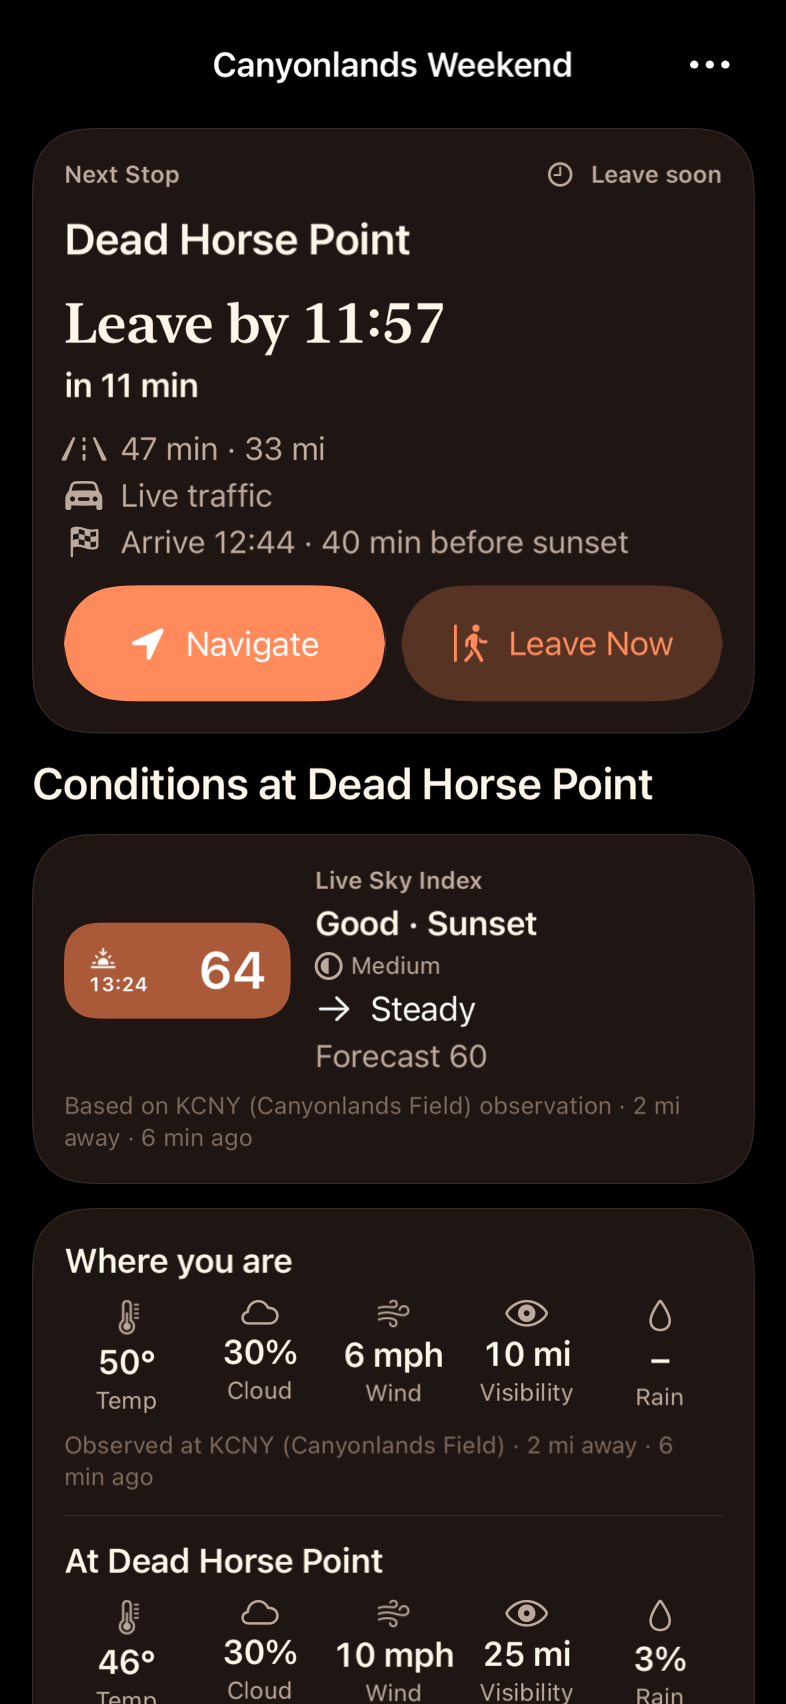 Canyonlands Weekend
Next Stop
Leave soon
Dead Horse Point
Leave by 11:57
in 11 min
47 min · 33 mi
Live traffic
Arrive 12:44 · 40 min before sunset
Navigate
Leave Now
Conditions at Dead Horse Point
Live Sky Index
Good · Sunset
Medium
Steady
Forecast 60
13:24
64
Based on KCNY (Canyonlands Field) observation · 2 mi
away · 6 min ago
Where you are
50° 30% 6 mph 10 mi –
Temp Cloud Wind Visibility Rain
Observed at KCNY (Canyonlands Field) · 2 mi away · 6
min ago
At Dead Horse Point
46° 30% 10 mph 25 mi 3%
Temp Cloud Wind Visibility Rain